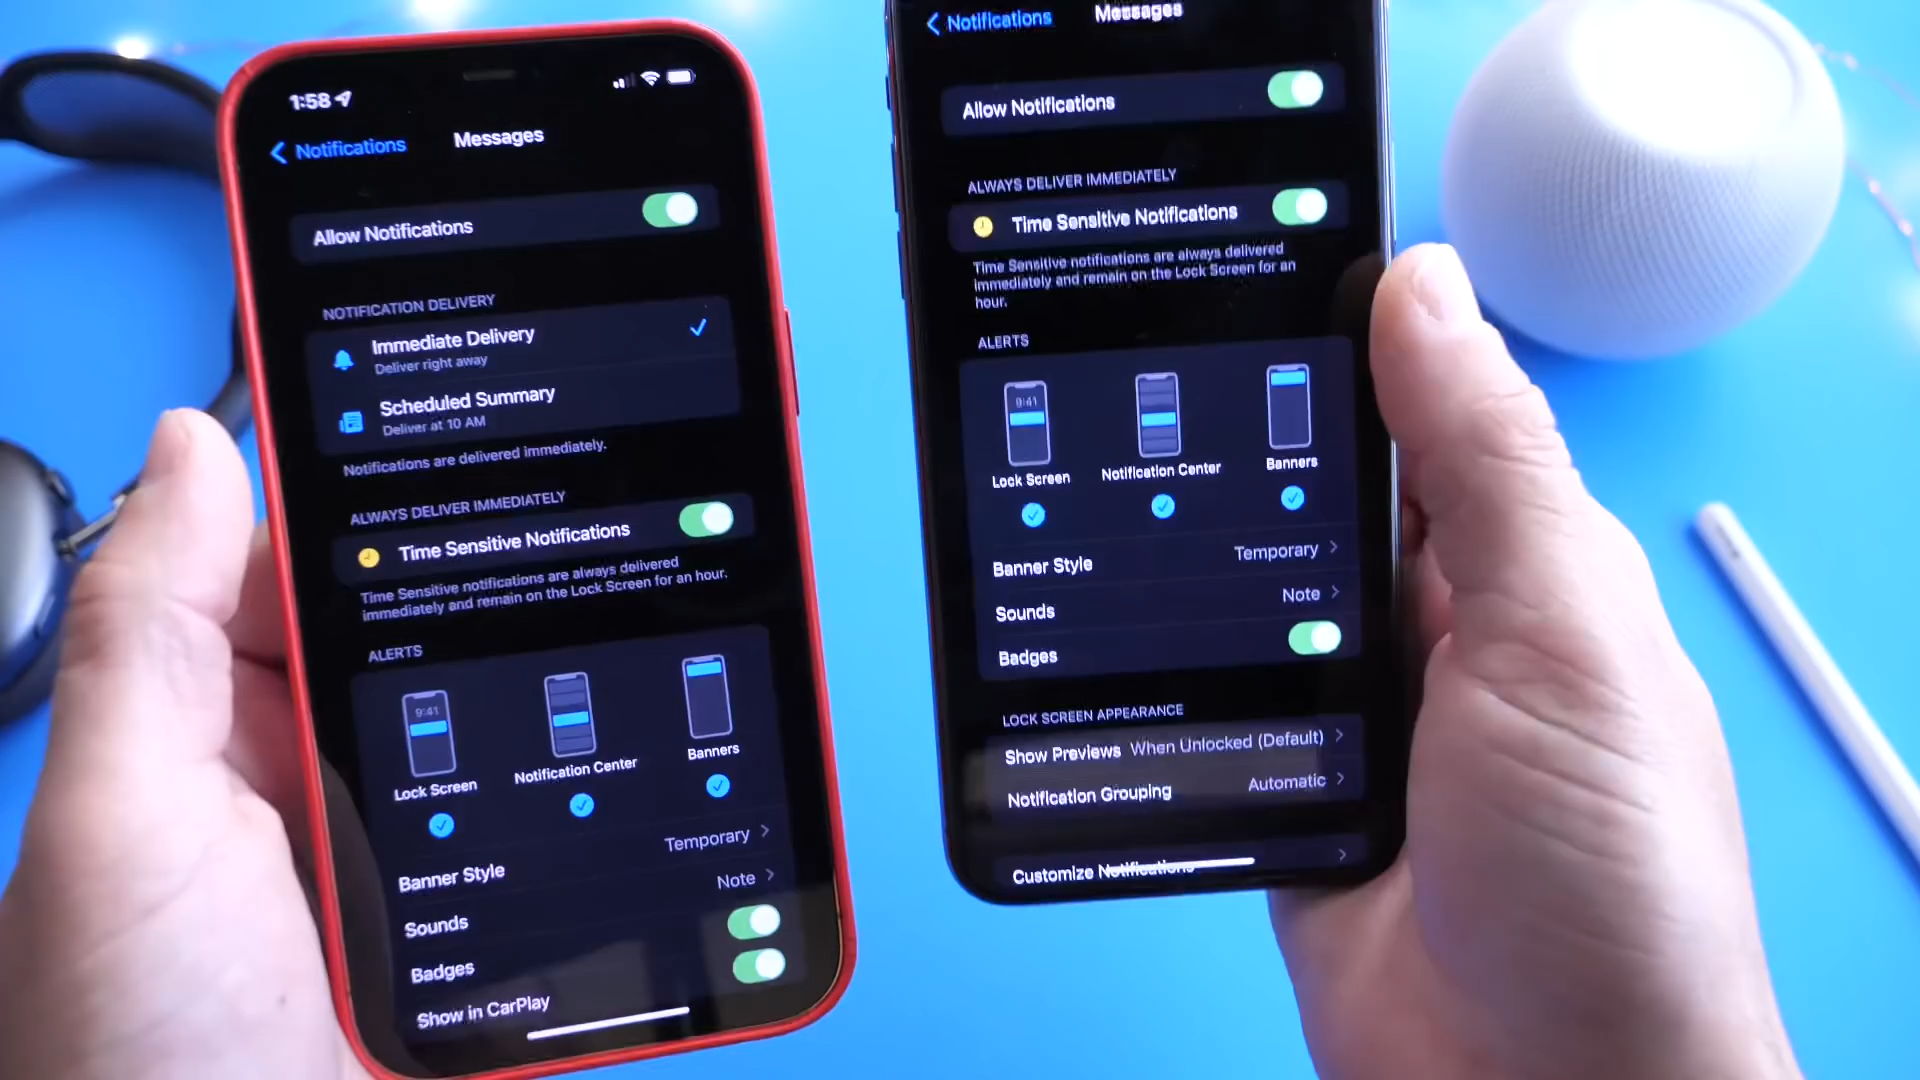 1:58
Notifications
Messages
Allow Notifications
NOTIFICATION DELIVERY
Immediate Delivery
Deliver right away
Scheduled Summary
Deliver at 10 AM
Notifications are delivered immediately.
ALWAYS DELIVER IMMEDIATELY
Time Sensitive Notifications
Time Sensitive notifications are always delivered
immediately and remain on the Lock Screen for an hour.
ALERTS
9:41
Lock Screen
Notification Center
Banners
Banner Style
Temporary
Sounds
Note
Badges
Show in CarPlay
Notifications
Messages
Allow Notifications
ALWAYS DELIVER IMMEDIATELY
Time Sensitive Notifications
Time Sensitive notifications are always delivered
immediately and remain on the Lock Screen for an
hour.
ALERTS
9:41
Lock Screen
Notification Center
Banners
Banner Style
Temporary
Sounds
Note
Badges
LOCK SCREEN APPEARANCE
Show Previews
When Unlocked (Default)
Notification Grouping
Automatic
Customize Notifications